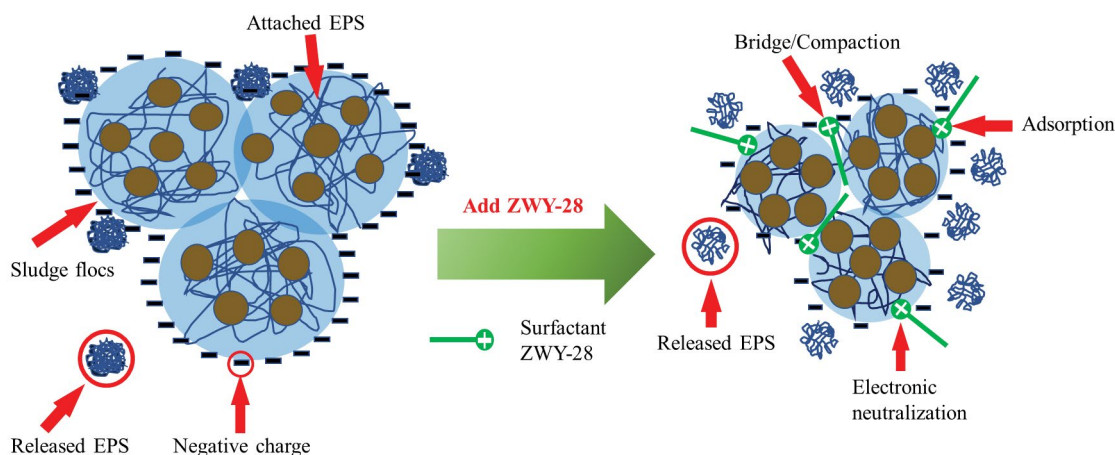 Attached EPS
Sludge flocs
Released EPS
Negative charge
Add ZWY-28
Surfactant
ZWY-28
Bridge/Compaction
Adsorption
Released EPS
Electronic
neutralization